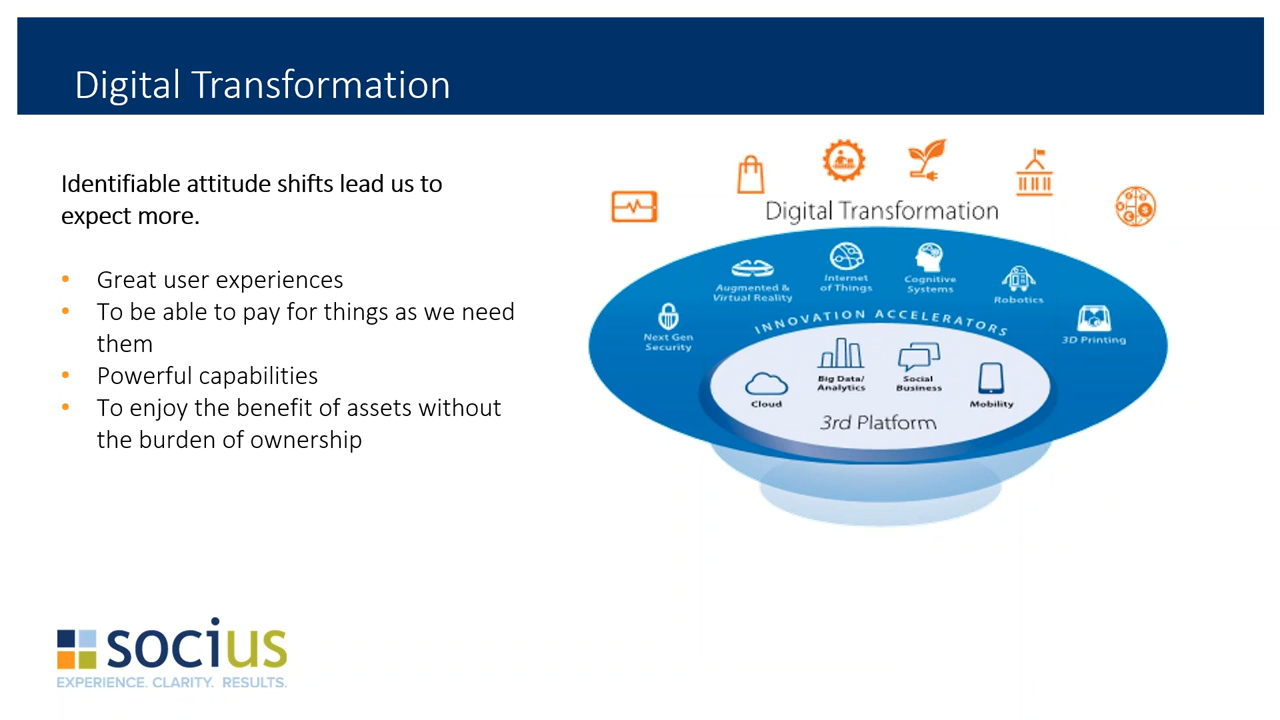 Digital Transformation
Identifiable attitude shifts lead us to
expect more.
• Great user experiences
• To be able to pay for things as we need
them
• Powerful capabilities
• To enjoy the benefit of assets without
the burden of ownership
Digital Transformation
Next Gen
Security
Augmented &
Virtual Reality
Internet
of Things
Cognitive
Systems
Robotics
3D Printing
INNOVATION ACCELERATORS
Cloud
Big Data/
Analytics
Social
Business
Mobility
3rd Platform
socius
EXPERIENCE. CLARITY. RESULTS.